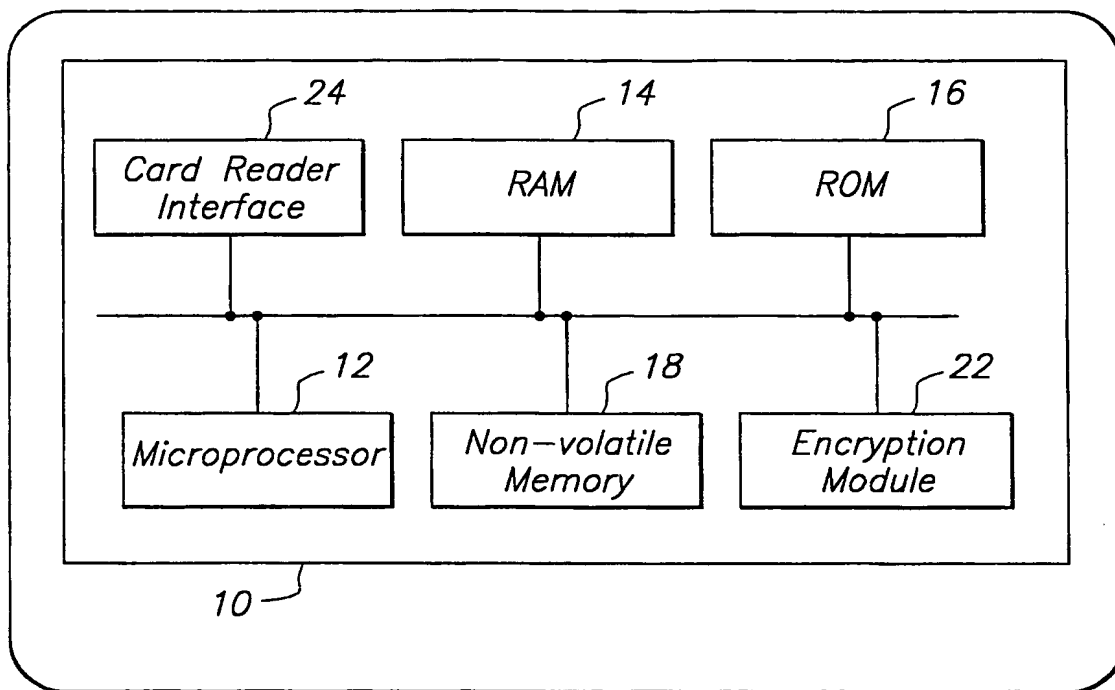 24
14
16
Card Reader
Interface
RAM
ROM
12
18
22
Microprocessor
Non-volatile
Memory
Encryption
Module
10